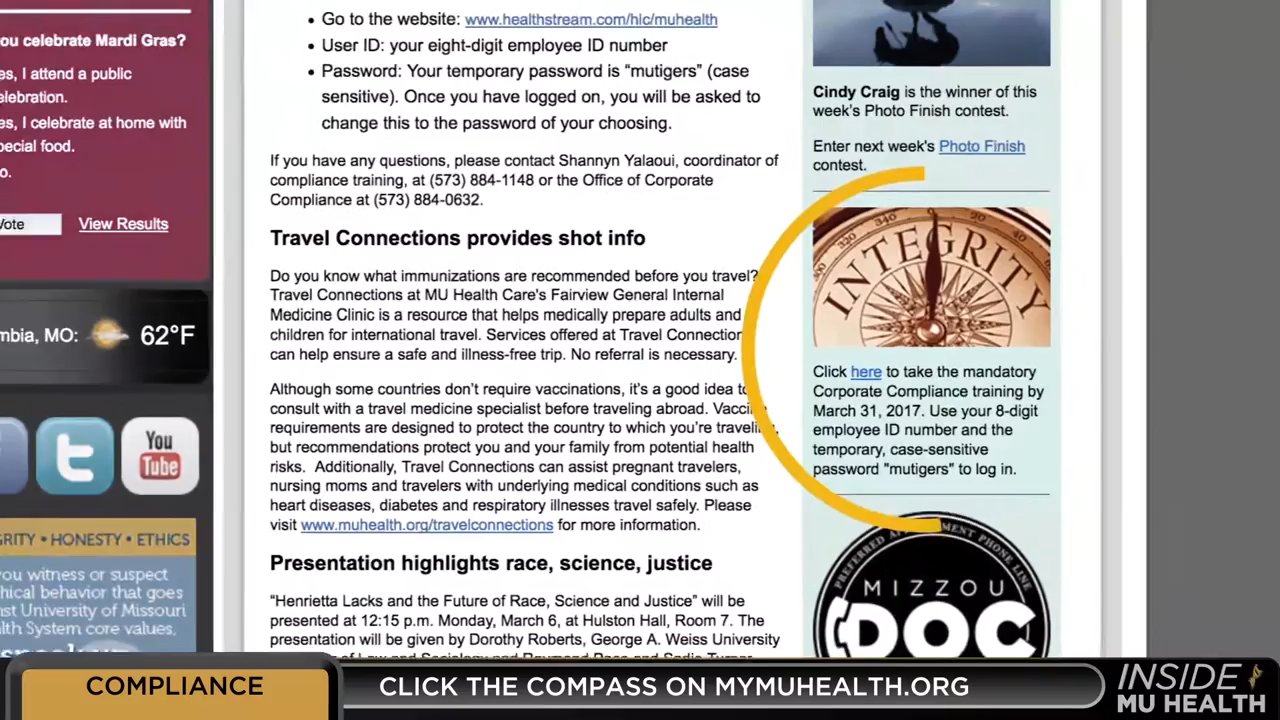 ou celebrate Mardi Gras?
es, I attend a public
elebration.
es, I celebrate at home with
pecial food.
o.
Vote
View Results
mbia, MO:
62°F
You
Tube
GRITY • HONESTY • ETHICS
you witness or suspect
hical behavior that goes
nst University of Missouri
alth System core values,
• Go to the website: www.healthstream.com/hlc/muhealth
• User ID: your eight-digit employee ID number
• Password: Your temporary password is “mutigers” (case
sensitive). Once you have logged on, you will be asked to
change this to the password of your choosing.
If you have any questions, please contact Shannyn Yalaoui, coordinator of
compliance training, at (573) 884-1148 or the Office of Corporate
Compliance at (573) 884-0632.
Travel Connections provides shot info
Do you know what immunizations are recommended before you travel?
Travel Connections at MU Health Care's Fairview General Internal
Medicine Clinic is a resource that helps medically prepare adults and
children for international travel. Services offered at Travel Connection
can help ensure a safe and illness-free trip. No referral is necessary.
Although some countries don’t require vaccinations, it’s a good idea to
consult with a travel medicine specialist before traveling abroad. Vacci
requirements are designed to protect the country to which you’re traveling,
but recommendations protect you and your family from potential health
risks. Additionally, Travel Connections can assist pregnant travelers,
nursing moms and travelers with underlying medical conditions such as
heart diseases, diabetes and respiratory illnesses travel safely. Please
visit www.muhealth.org/travelconnections for more information.
Presentation highlights race, science, justice
“Henrietta Lacks and the Future of Race, Science and Justice” will be
presented at 12:15 p.m. Monday, March 6, at Hulston Hall, Room 7. The
presentation will be given by Dorothy Roberts, George A. Weiss University
Cindy Craig is the winner of this
week’s Photo Finish contest.
Enter next week's Photo Finish
contest.
320
340
20
40
INTEGRITY
Click here to take the mandatory
Corporate Compliance training by
March 31, 2017. Use your 8-digit
employee ID number and the
temporary, case-sensitive
password "mutigers" to log in.
PREFERRED MENT PHONE LINE
MIZZOU
DOC
COMPLIANCE
CLICK THE COMPASS ON MYMUHEALTH.ORG
INSIDE
MU HEALTH